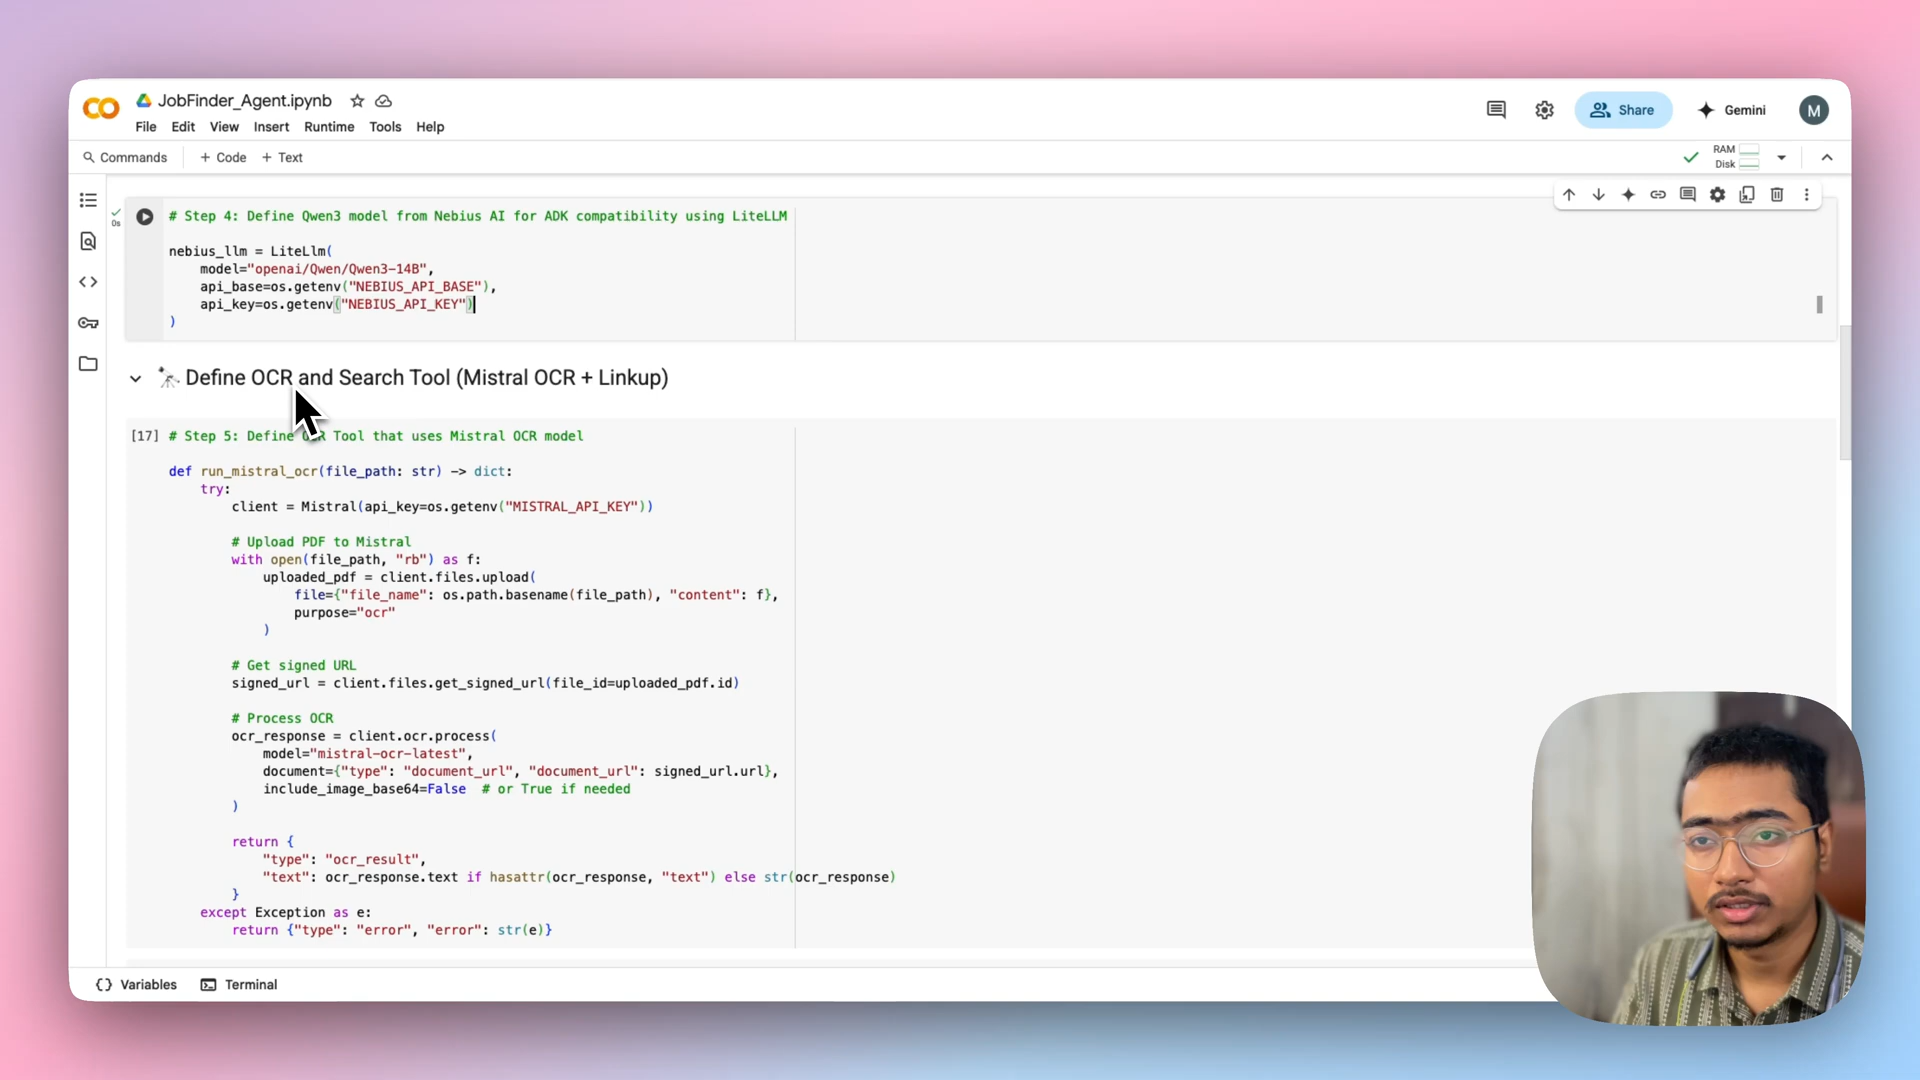 JobFinder_Agent.ipynb
File Edit View Insert Runtime Tools Help
Share
Gemini
M
Commands + Code + Text
RAM
Disk
0s
# Step 4: Define Qwen3 model from Nebius AI for ADK compatibility using LiteLLM
nebius_llm = LiteLlm(
    model="openai/Qwen/Qwen3-14B",
    api_base=os.getenv("NEBIUS_API_BASE"),
    api_key=os.getenv("NEBIUS_API_KEY")
)
Define OCR and Search Tool (Mistral OCR + Linkup)
[17] # Step 5: Define OCR Tool that uses Mistral OCR model
def run_mistral_ocr(file_path: str) -> dict:
    try:
        client = Mistral(api_key=os.getenv("MISTRAL_API_KEY"))
        # Upload PDF to Mistral
        with open(file_path, "rb") as f:
            uploaded_pdf = client.files.upload(
                file={"file_name": os.path.basename(file_path), "content": f},
                purpose="ocr"
            )
        # Get signed URL
        signed_url = client.files.get_signed_url(file_id=uploaded_pdf.id)
        # Process OCR
        ocr_response = client.ocr.process(
            model="mistral-ocr-latest",
            document={"type": "document_url", "document_url": signed_url.url},
            include_image_base64=False  # or True if needed
        )
        return {
            "type": "ocr_result",
            "text": ocr_response.text if hasattr(ocr_response, "text") else str(ocr_response)
        }
    except Exception as e:
        return {"type": "error", "error": str(e)}
Variables Terminal